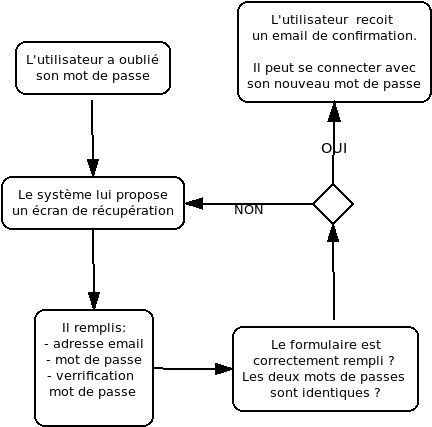 L'utilisateur a oublié
son mot de passe
Le système lui propose
un écran de récupération
Il remplis:
- adresse email
- mot de passe
- verrification
mot de passe
Le formulaire est
correctement rempli ?
Les deux mots de passes
sont identiques ?
NON
OUI
L'utilisateur recoit
un email de confirmation.
Il peut se connecter avec
son nouveau mot de passe